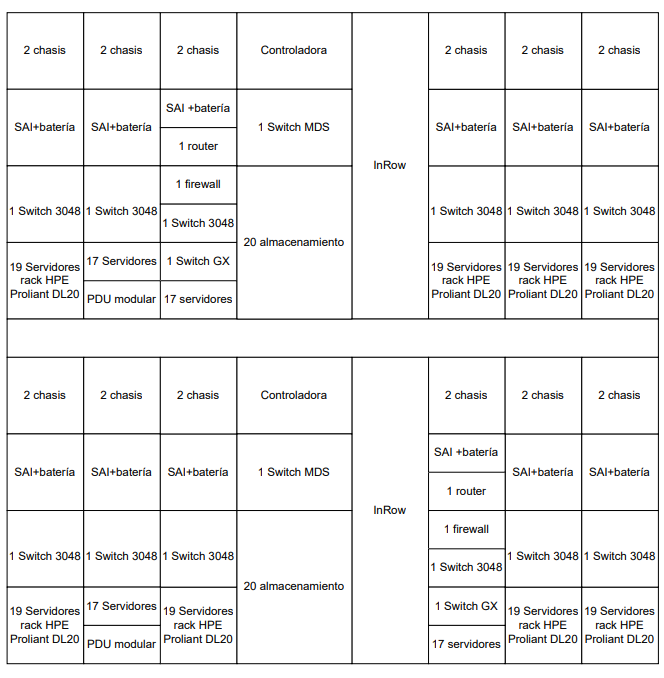 2 chasis
2 chasis
2 chasis
Controladora
2 chasis
2 chasis
2 chasis
SAI+batería
SAI+batería
SAI +batería
1 router
1 Switch MDS
InRow
SAI+batería
SAI+batería
SAI+batería
1 Switch 3048
1 Switch 3048
1 firewall
1 Switch 3048
20 almacenamiento
1 Switch 3048
1 Switch 3048
1 Switch 3048
19 Servidores
rack HPE
Proliant DL20
17 Servidores
PDU modular
1 Switch GX
17 servidores
19 Servidores
rack HPE
Proliant DL20
19 Servidores
rack HPE
Proliant DL20
19 Servidores
rack HPE
Proliant DL20
2 chasis
2 chasis
2 chasis
Controladora
2 chasis
2 chasis
2 chasis
SAI+batería
SAI+batería
SAI+batería
1 Switch MDS
InRow
SAI +batería
1 router
SAI+batería
SAI+batería
1 Switch 3048
1 Switch 3048
1 Switch 3048
20 almacenamiento
1 firewall
1 Switch 3048
1 Switch 3048
1 Switch 3048
19 Servidores
rack HPE
Proliant DL20
17 Servidores
PDU modular
19 Servidores
rack HPE
Proliant DL20
1 Switch GX
17 servidores
19 Servidores
rack HPE
Proliant DL20
19 Servidores
rack HPE
Proliant DL20